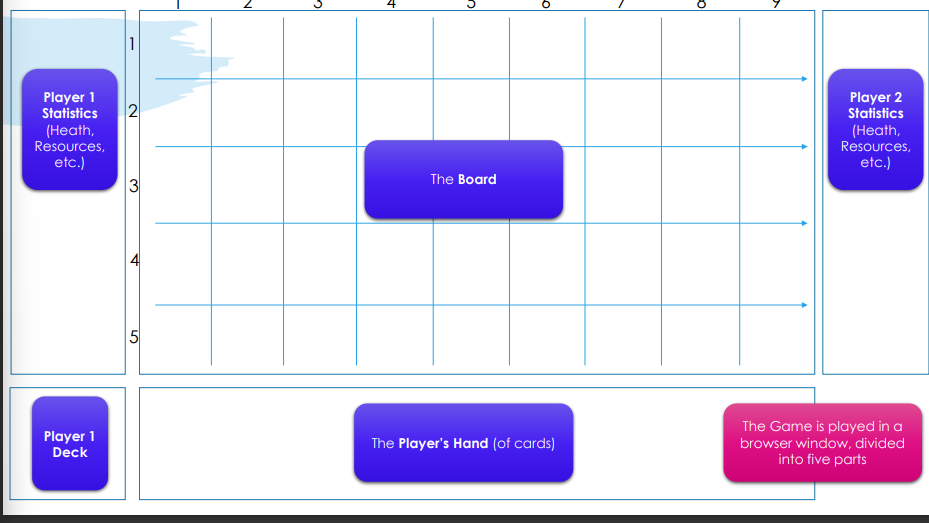 1 2 3 4 5 6 7 8 9
1
2
3
4
5
Player 1
Statistics
(Heath,
Resources,
etc.)
The Board
Player 2
Statistics
(Heath,
Resources,
etc.)
Player 1
Deck
The Player's Hand (of cards)
The Game is played in a
browser window, divided
into five parts